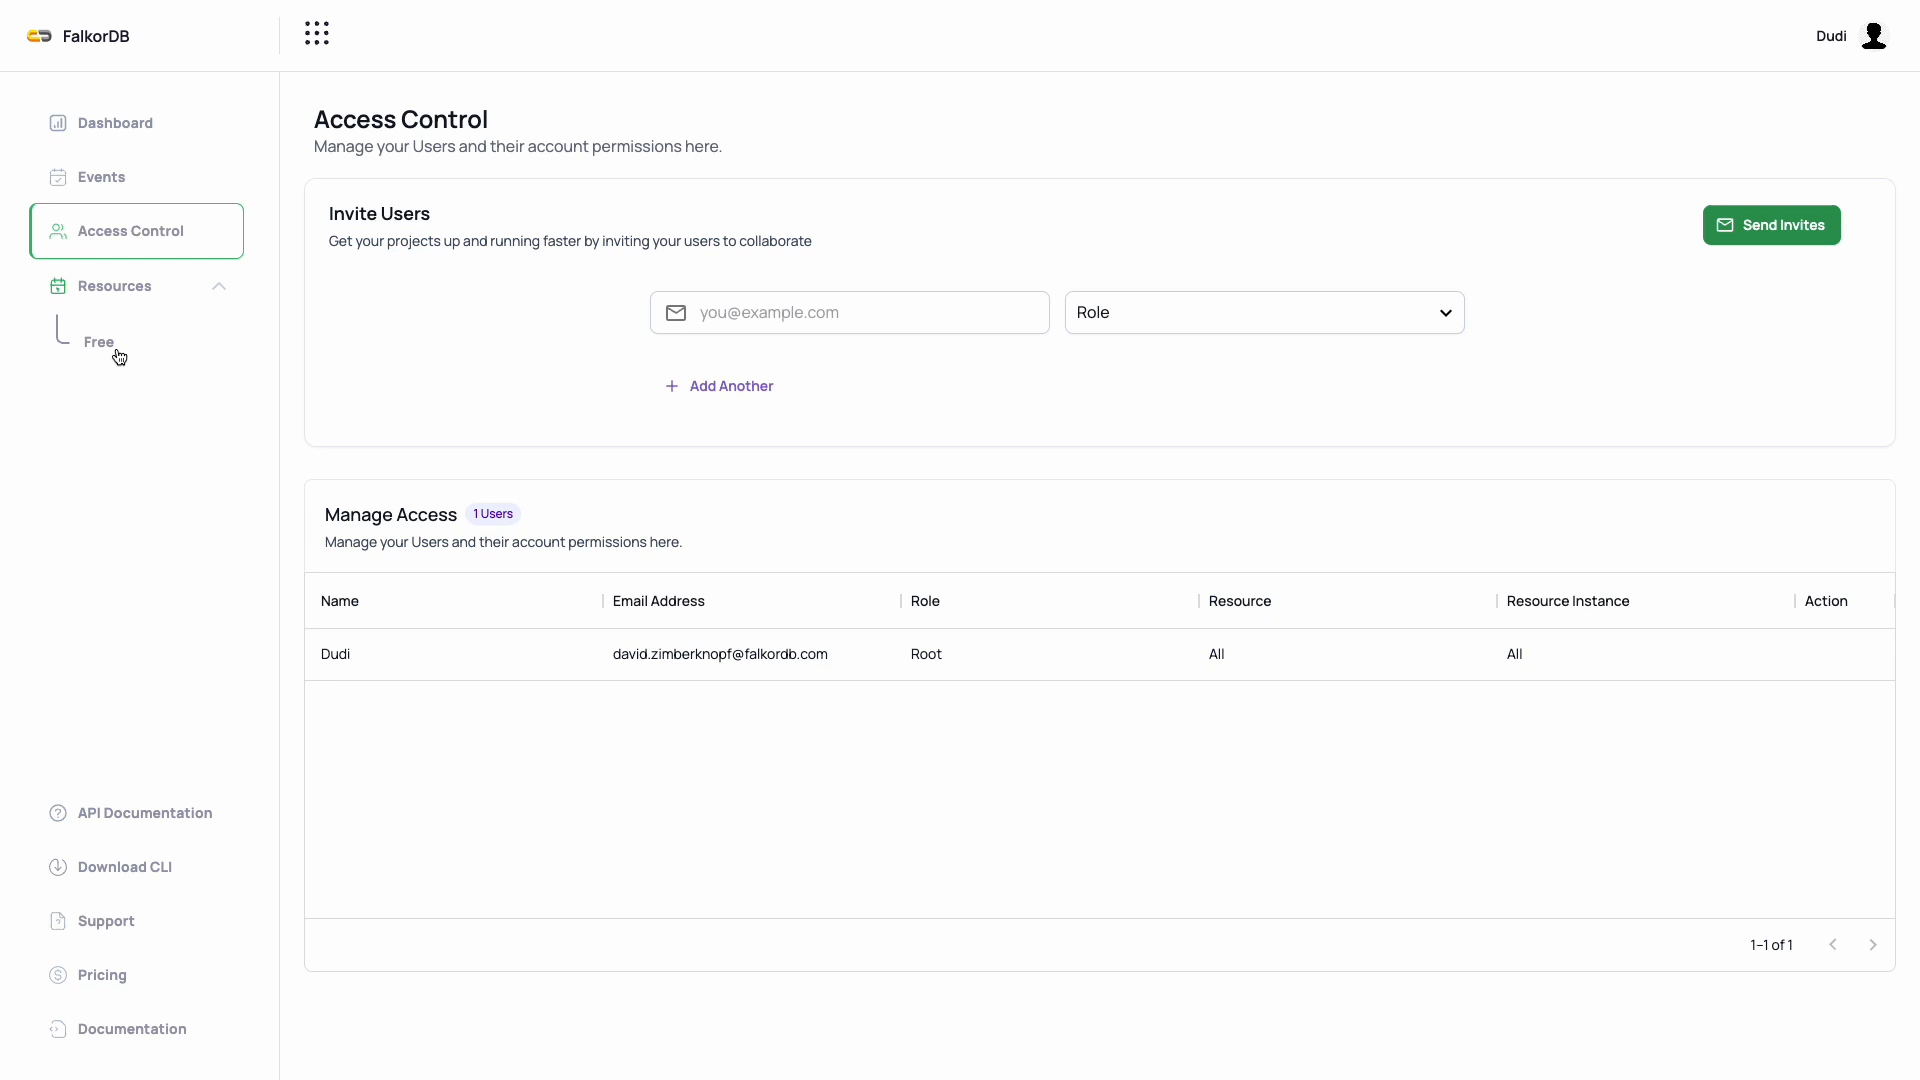 FalkorDB
Dudi
Dashboard
Events
Access Control
Resources
Free
API Documentation
Download CLI
Support
Pricing
Documentation
Access Control
Manage your Users and their account permissions here.
Invite Users
Get your projects up and running faster by inviting your users to collaborate
Send Invites
you@example.com
Role
Add Another
Manage Access 1 Users
Manage your Users and their account permissions here.
Name Email Address Role Resource Resource Instance Action
Dudi david.zimberknopf@falkordb.com Root All All
1–1 of 1